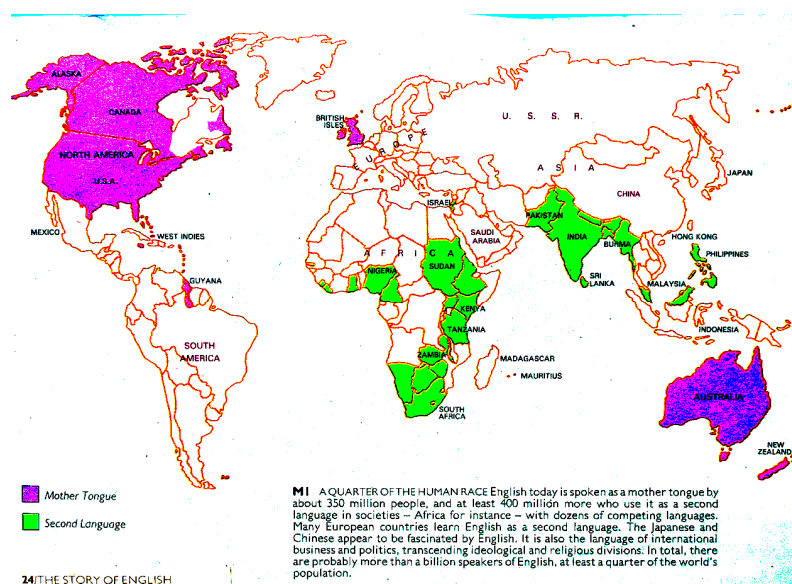 ALASKA
CANADA
NORTH AMERICA
U.S.A.
MEXICO
WEST INDIES
GUYANA
SOUTH
AMERICA
BRITISH
ISLES
EUROPE
U. S. S. R.
ASIA
CHINA
JAPAN
ISRAEL
SAUDI
ARABIA
PAKISTAN
INDIA
BURMA
HONG KONG
PHILIPPINES
SRI
LANKA
MALAYSIA
INDONESIA
AFRICA
NIGERIA
SUDAN
KENYA
TANZANIA
ZAMBIA
MADAGASCAR
MAURITIUS
SOUTH
AFRICA
AUSTRALIA
NEW
ZEALAND
Mother Tongue
Second Language
M1 A QUARTER OF THE HUMAN RACE English today is spoken as a mother tongue by
about 350 million people, and at least 400 million more who use it as a second
language in societies – Africa for instance – with dozens of competing languages.
Many European countries learn English as a second language. The Japanese and
Chinese appear to be fascinated by English. It is also the language of international
business and politics, transcending ideological and religious divisions. In total, there
are probably more than a billion speakers of English, at least a quarter of the world's
population.
24/THE STORY OF ENGLISH